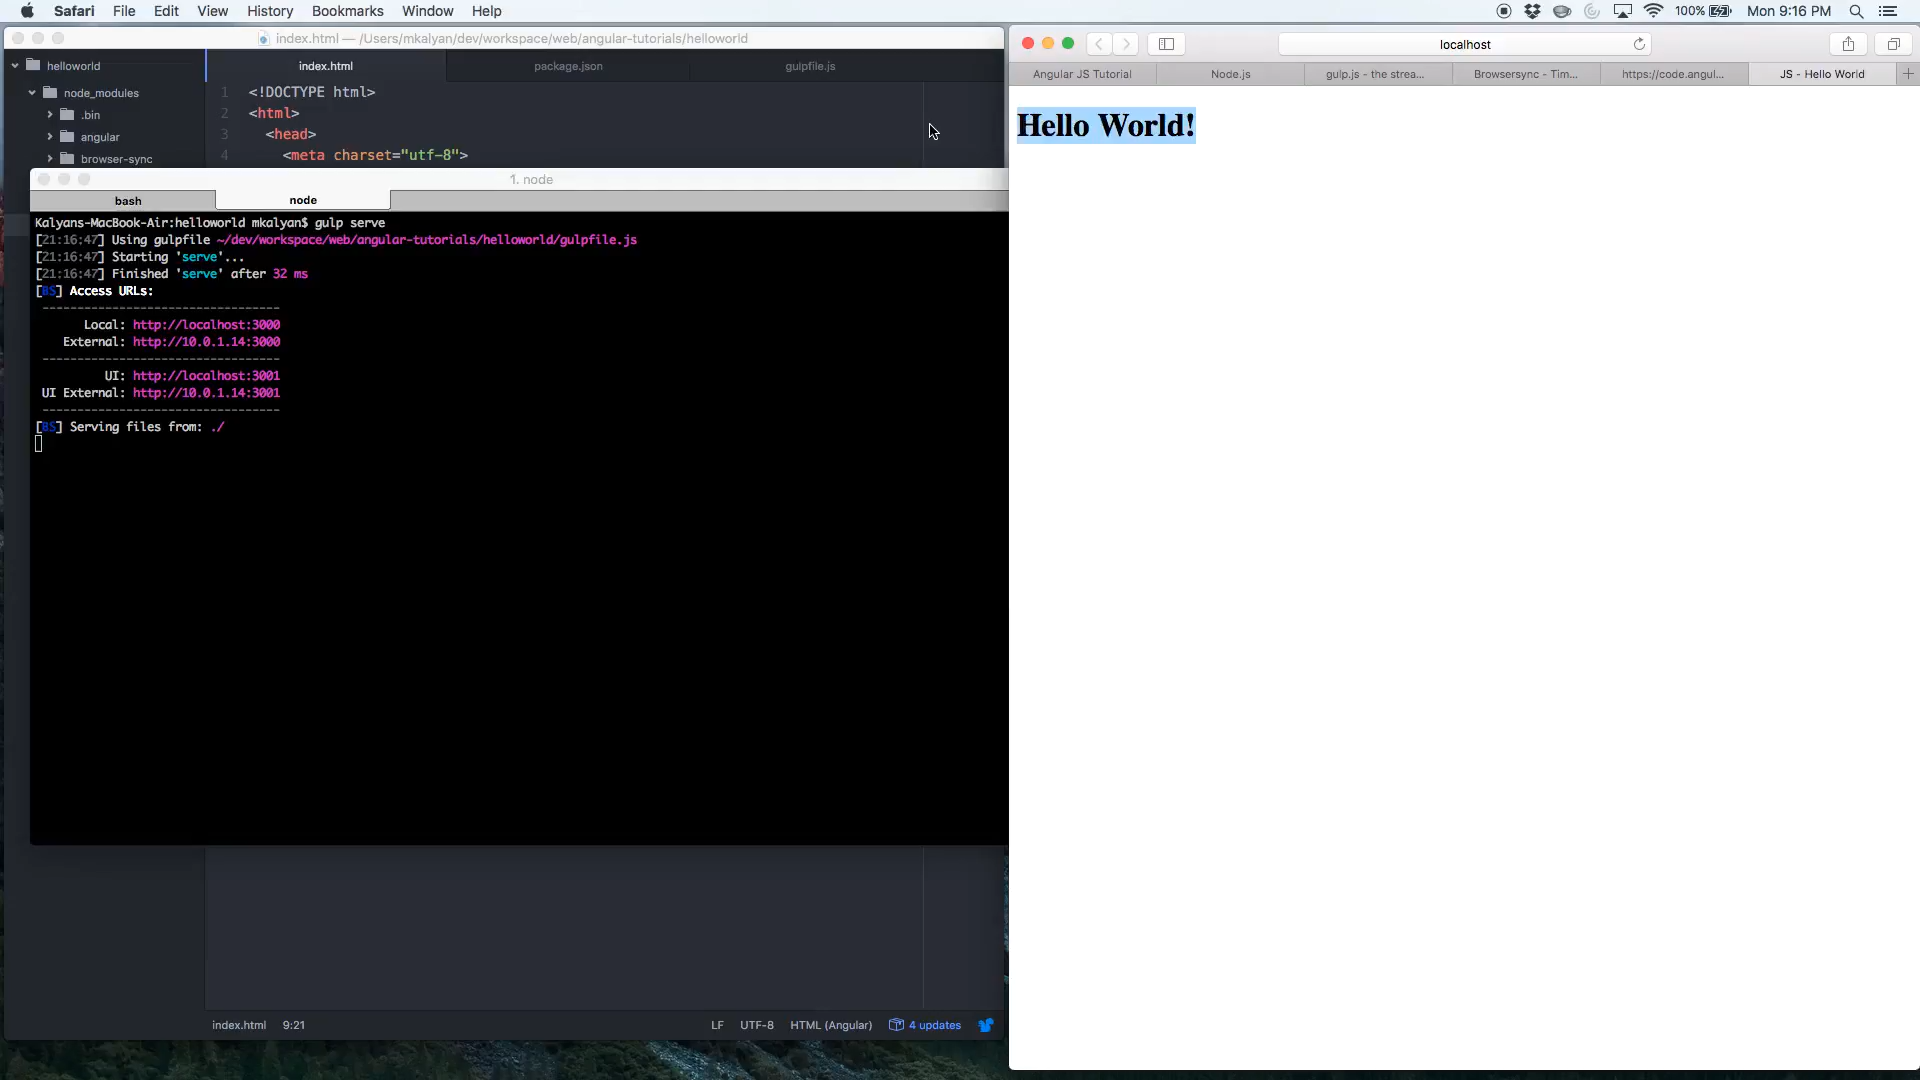 Safari File Edit View History Bookmarks Window Help
100% Mon 9:16 PM
index.html — /Users/mkalyan/dev/workspace/web/angular-tutorials/helloworld
helloworld
node_modules
.bin
angular
browser-sync
index.html package.json gulpfile.js
1 <!DOCTYPE html>
2 <html>
3 <head>
4 <meta charset="utf-8">
1. node
bash node
Kalyans-MacBook-Air:helloworld mkalyan$ gulp serve
[21:16:47] Using gulpfile ~/dev/workspace/web/angular-tutorials/helloworld/gulpfile.js
[21:16:47] Starting 'serve'...
[21:16:47] Finished 'serve' after 32 ms
[BS] Access URLs:
--------------------------------
Local: http://localhost:3000
External: http://10.0.1.14:3000
--------------------------------
UI: http://localhost:3001
UI External: http://10.0.1.14:3001
--------------------------------
[BS] Serving files from: ./
index.html 9:21
LF UTF-8 HTML (Angular) 4 updates
localhost
Angular JS Tutorial Node.js gulp.js - the strea... Browsersync - Tim... https://code.angul... JS - Hello World
Hello World!